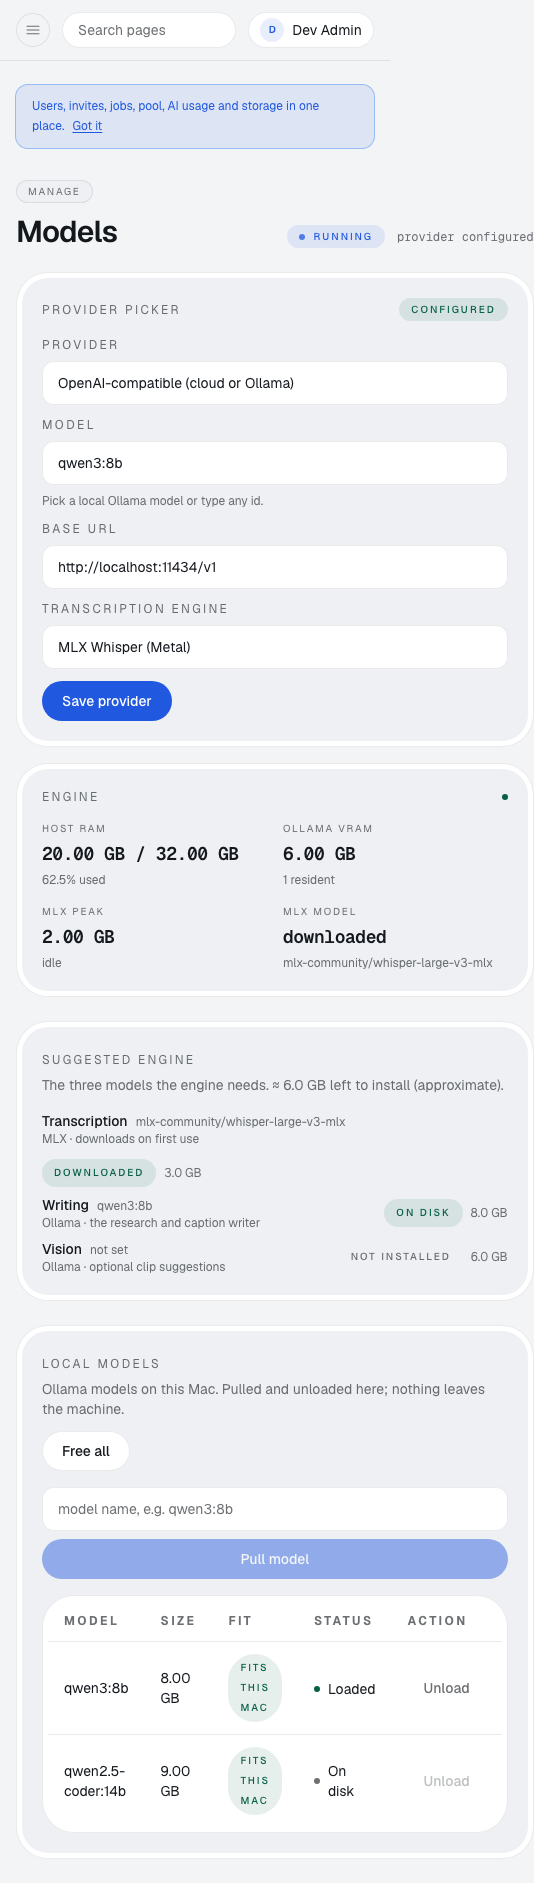 Search pages
D
Dev Admin
Users, invites, jobs, pool, AI usage and storage in one
place. Got it
MANAGE
Models
RUNNING
provider configured
PROVIDER PICKER
CONFIGURED
PROVIDER
OpenAI-compatible (cloud or Ollama)
MODEL
qwen3:8b
Pick a local Ollama model or type any id.
BASE URL
http://localhost:11434/v1
TRANSCRIPTION ENGINE
MLX Whisper (Metal)
Save provider
ENGINE
HOST RAM
20.00 GB / 32.00 GB
62.5% used
OLLAMA VRAM
6.00 GB
1 resident
MLX PEAK
2.00 GB
idle
MLX MODEL
downloaded
mlx-community/whisper-large-v3-mlx
SUGGESTED ENGINE
The three models the engine needs. ≈ 6.0 GB left to install (approximate).
Transcription mlx-community/whisper-large-v3-mlx
MLX · downloads on first use
DOWNLOADED 3.0 GB
Writing qwen3:8b
Ollama · the research and caption writer
ON DISK 8.0 GB
Vision not set
Ollama · optional clip suggestions
NOT INSTALLED 6.0 GB
LOCAL MODELS
Ollama models on this Mac. Pulled and unloaded here; nothing leaves
the machine.
Free all
model name, e.g. qwen3:8b
Pull model
MODEL SIZE FIT STATUS ACTION
qwen3:8b
8.00
GB
FITS
THIS
MAC
Loaded
Unload
qwen2.5-
coder:14b
9.00
GB
FITS
THIS
MAC
On
disk
Unload